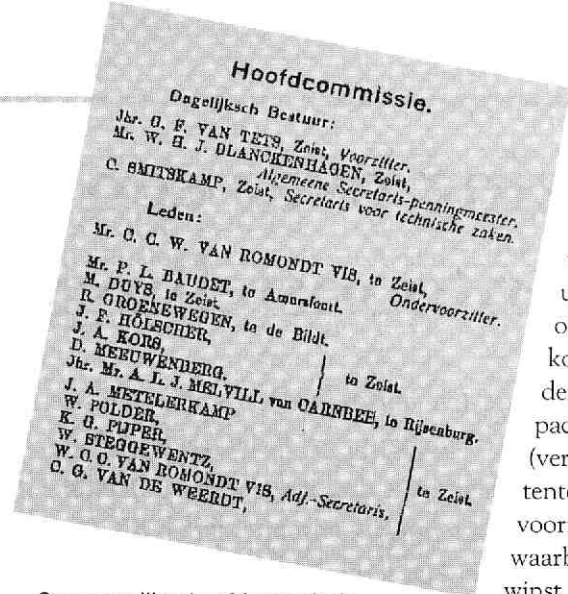 Hoofdcommissie.
Dagelijksch Bestuur:
Jhr. G. F. VAN TETS, Zeist, Voorzitter.
Mr. W. H. J. BLANCKENHAGEN, Zeist,
Algemeene Secretaris-penningmeester.
C. SMITSKAMP, Zeist, Secretaris voor technische zaken.
Leden:
Mr. C. C. W. VAN ROMONDT VIS, te Zeist,
Ondervoorzitter.
Mr. P. L. BAUDET, te Amersfoort.
M. DUYS, te Zeist.
R. GROENEWEGEN, te de Bildt.
J. F. HÖLSCHER,
J. A. KORS,
D. MEEUWENBERG, te Zeist.
Jhr. Mr. A. L. J. MELVILL van CARNBEE, te Rijsenburg.
J. A. METELERKAMP
W. POLDER,
K. G. PIJPER,
W. STEGGEWENTZ, te Zeist.
W. C. C. VAN ROMONDT VIS, Adj.-Secretaris,
C. G. VAN DE WEERDT,
u
o
ko
de
pac
(ver
tent
voor
waarb
winst